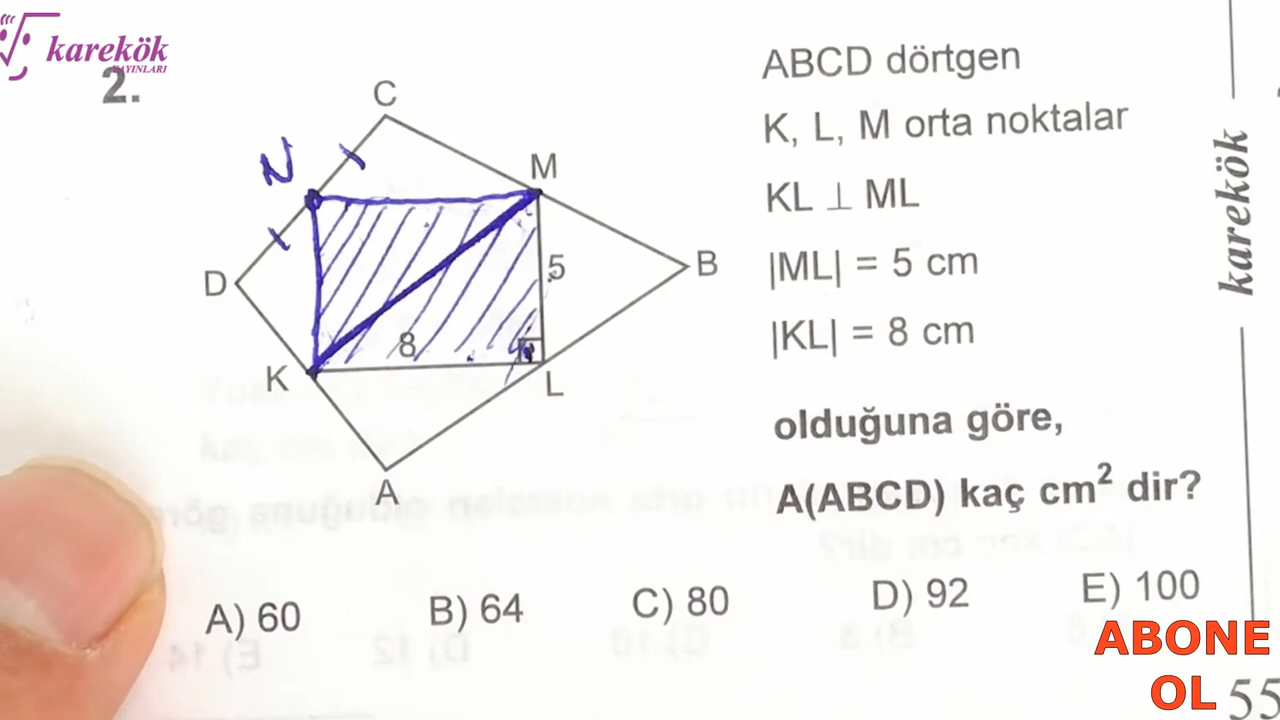 karekök
YAYINLARI
2.
C
N
M
D
B
5
8
K
L
A
ABCD dörtgen
K, L, M orta noktalar
KL ⊥ ML
|ML| = 5 cm
|KL| = 8 cm
olduğuna göre,
A(ABCD) kaç cm² dir?
A) 60 B) 64 C) 80 D) 92 E) 100
karekök
ABONE
OL
55